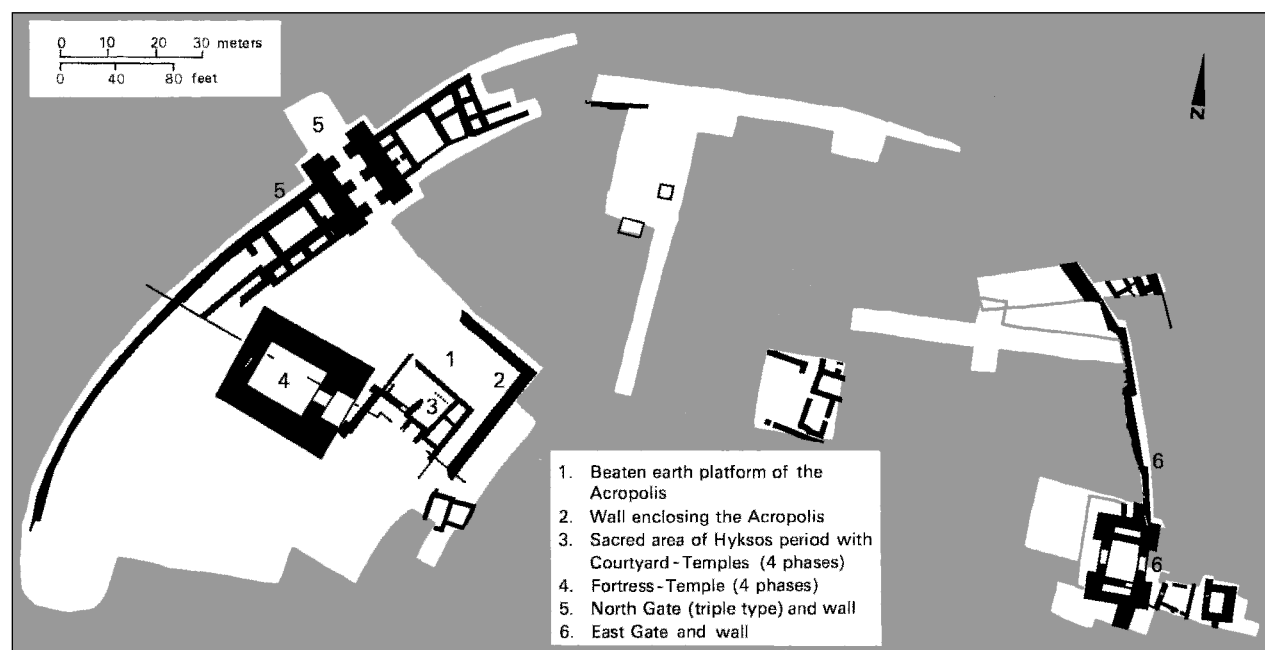 0 10 20 30 meters
0 40 80 feet
N
5
5
4
1
2
3
6
6
1. Beaten earth platform of the
Acropolis
2. Wall enclosing the Acropolis
3. Sacred area of Hyksos period with
Courtyard-Temples (4 phases)
4. Fortress-Temple (4 phases)
5. North Gate (triple type) and wall
6. East Gate and wall